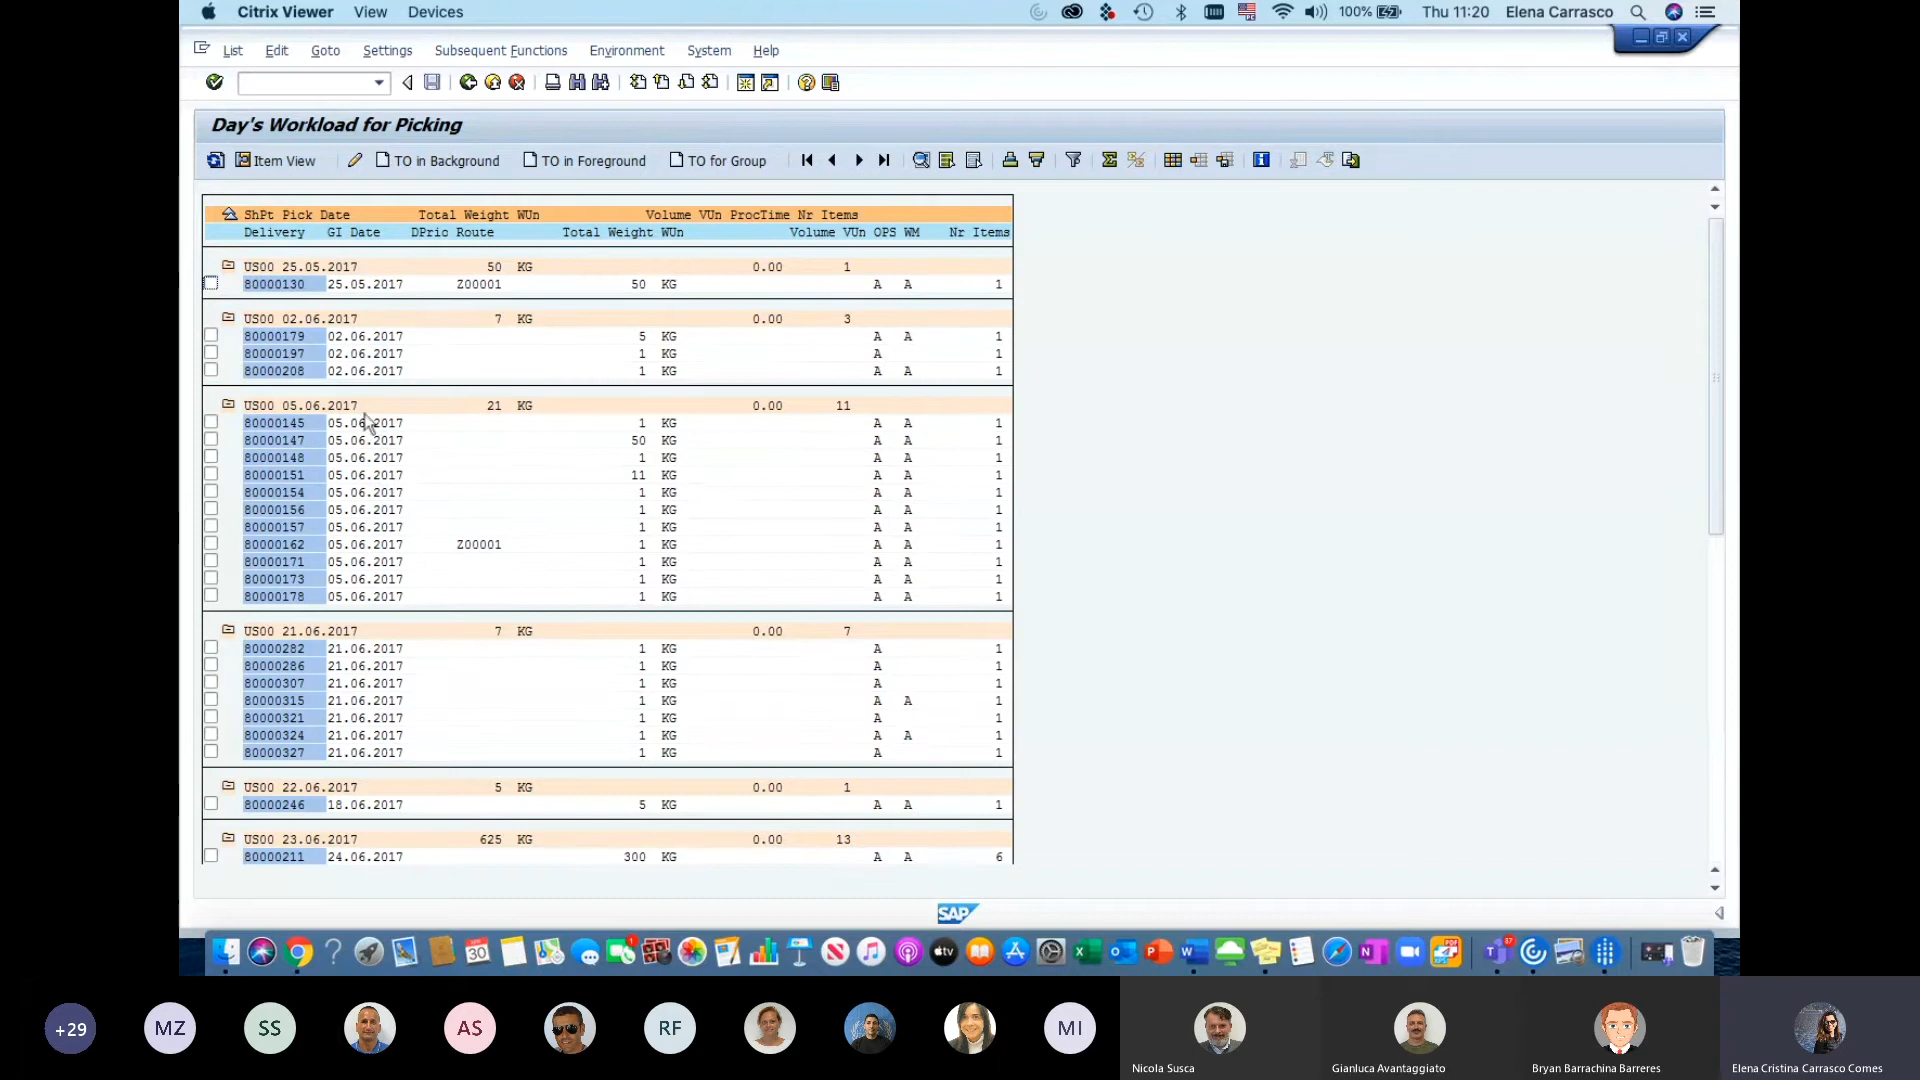 Citrix Viewer View Devices 100% Thu 11:20 Elena Carrasco
List Edit Goto Settings Subsequent Functions Environment System Help
Day's Workload for Picking
Item View TO in Background TO in Foreground TO for Group
ShPt Pick Date Total Weight WUn Volume VUn ProcTime Nr Items
Delivery GI Date DPrio Route Total Weight WUn Volume VUn OPS WM Nr Items
US00 25.05.2017 50 KG 0.00 1
80000130 25.05.2017 Z00001 50 KG A A 1
US00 02.06.2017 7 KG 0.00 3
80000179 02.06.2017 5 KG A A 1
80000197 02.06.2017 1 KG A 1
80000208 02.06.2017 1 KG A A 1
US00 05.06.2017 21 KG 0.00 11
80000145 05.06.2017 1 KG A A 1
80000147 05.06.2017 50 KG A A 1
80000148 05.06.2017 1 KG A A 1
80000151 05.06.2017 11 KG A A 1
80000154 05.06.2017 1 KG A A 1
80000156 05.06.2017 1 KG A A 1
80000157 05.06.2017 1 KG A A 1
80000162 05.06.2017 Z00001 1 KG A A 1
80000171 05.06.2017 1 KG A A 1
80000173 05.06.2017 1 KG A A 1
80000178 05.06.2017 1 KG A A 1
US00 21.06.2017 7 KG 0.00 7
80000282 21.06.2017 1 KG A 1
80000286 21.06.2017 1 KG A 1
80000307 21.06.2017 1 KG A 1
80000315 21.06.2017 1 KG A A 1
80000321 21.06.2017 1 KG A 1
80000324 21.06.2017 1 KG A A 1
80000327 21.06.2017 1 KG A 1
US00 22.06.2017 5 KG 0.00 1
80000246 18.06.2017 5 KG A A 1
US00 23.06.2017 625 KG 0.00 13
80000211 24.06.2017 300 KG A A 6
SAP
30 tv
+29 MZ SS AS RF MI
Nicola Susca Gianluca Avantaggiato Bryan Barrachina Barreres Elena Cristina Carrasco Comes